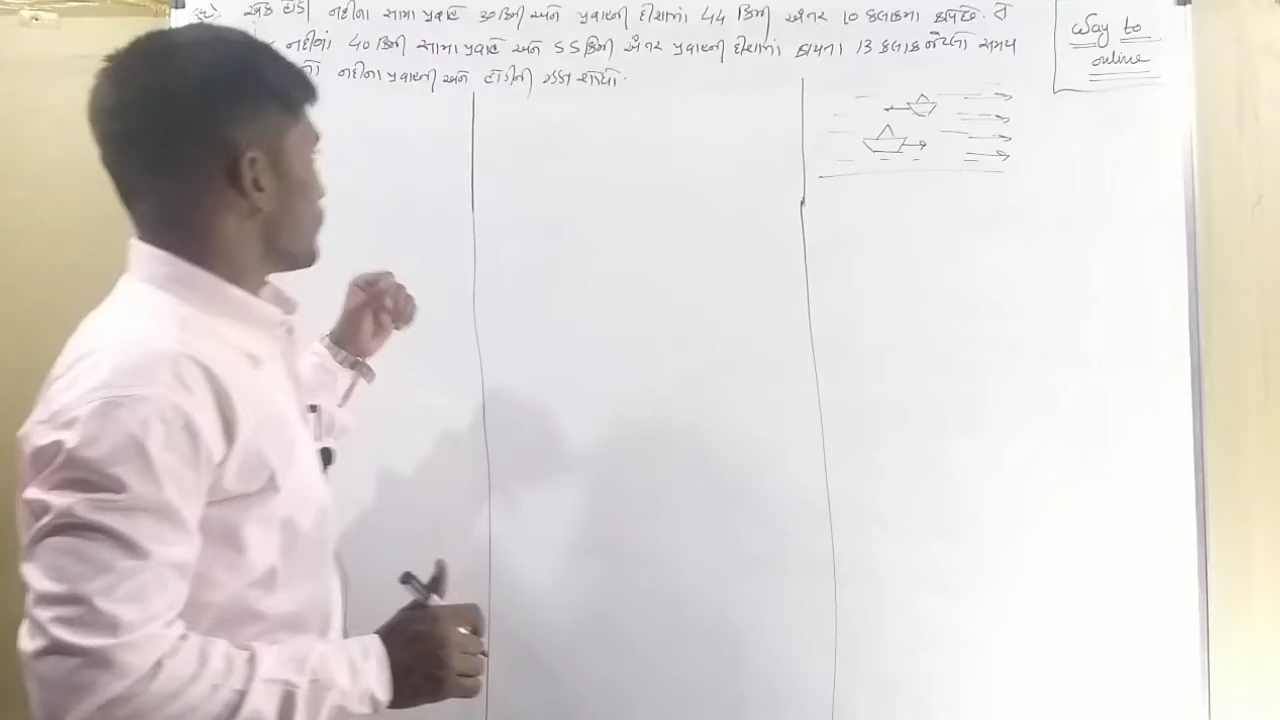 એક હોડી નદીના સામા પ્રવાહે 30 કિમી અને પ્રવાહની દીશામાં 44 કિમી અંતર 10 કલાકમાં કાપે છે. તે
નદીમાં 40 કિમી સામા પ્રવાહે અને 55 કિમી અંતર પ્રવાહની દીશામાં કાપતા 13 કલાક જેટલો સમય
નદીના પ્રવાહની અને હોડીની ઝડપ શોધો.
Way to
online